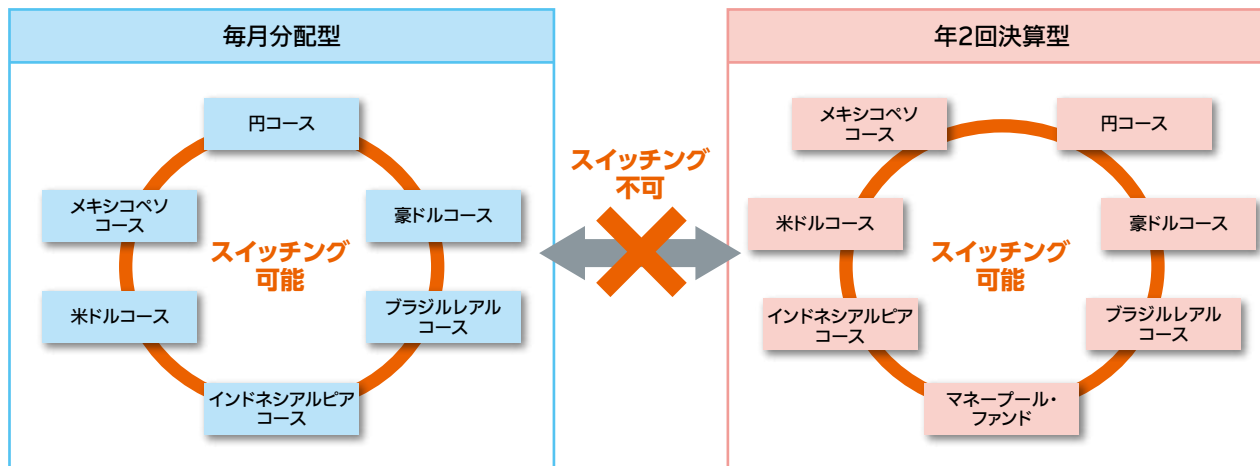 毎月分配型
円コース
メキシコペソ
コース
豪ドルコース
スイッチング
可能
米ドルコース
ブラジルレアル
コース
インドネシアルピア
コース
スイッチング
不可
年2回決算型
メキシコペソ
コース
円コース
米ドルコース
豪ドルコース
スイッチング
可能
インドネシアルピア
コース
ブラジルレアル
コース
マネープール・
ファンド